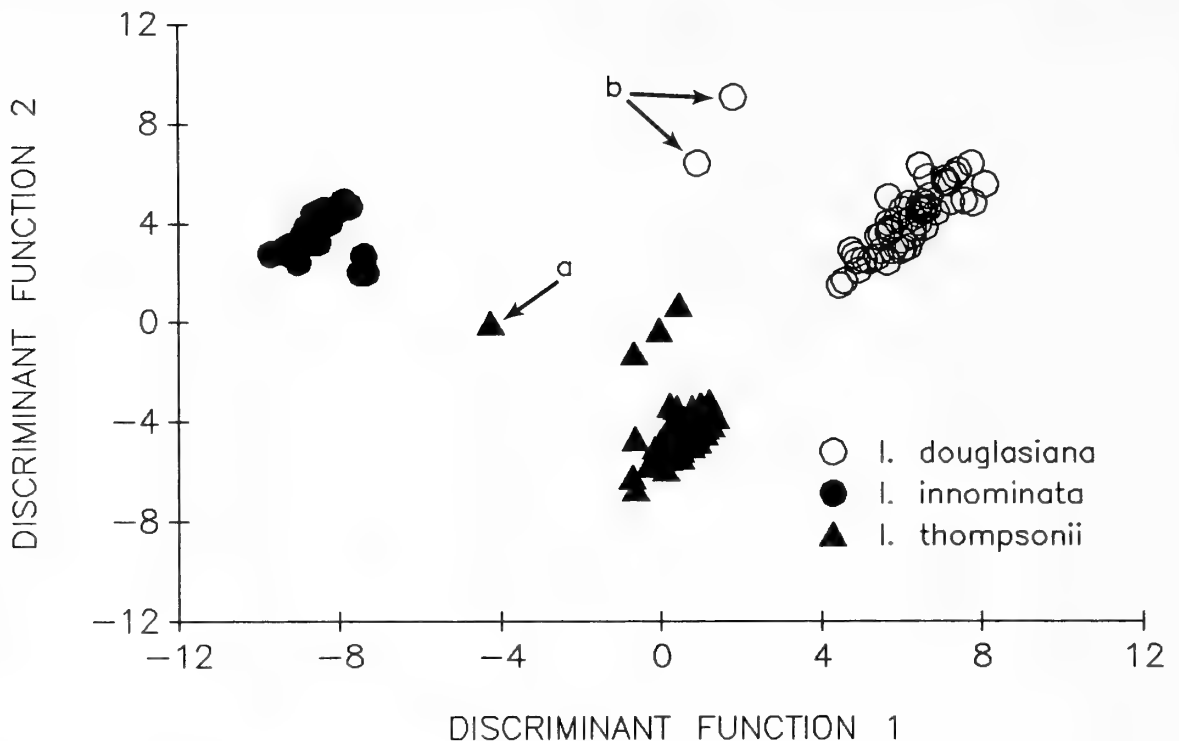 DISCRIMINANT FUNCTION 2
12
8
4
0
−4
−8
−12
b
a
I. douglasiana
I. innominata
I. thompsonii
−12 −8 −4 0 4 8 12
DISCRIMINANT FUNCTION 1